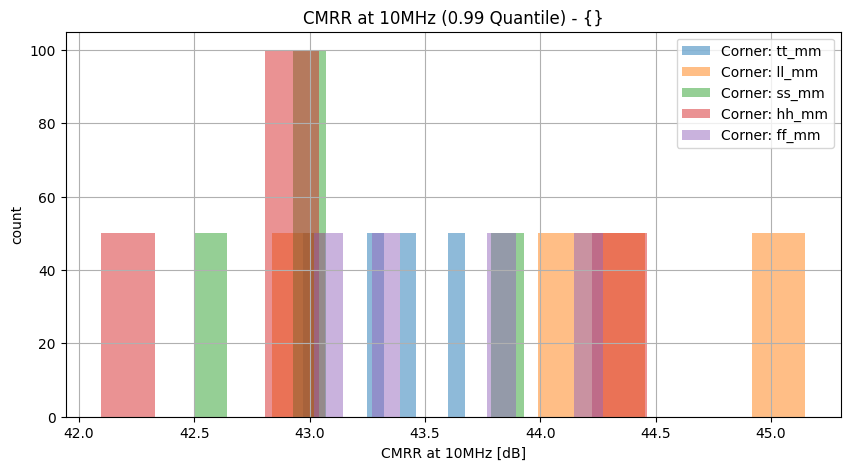 CMRR at 10MHz (0.99 Quantile) - {}
Corner: tt_mm
Corner: ll_mm
Corner: ss_mm
Corner: hh_mm
Corner: ff_mm
count
100
80
60
40
20
0
42.0 42.5 43.0 43.5 44.0 44.5 45.0
CMRR at 10MHz [dB]